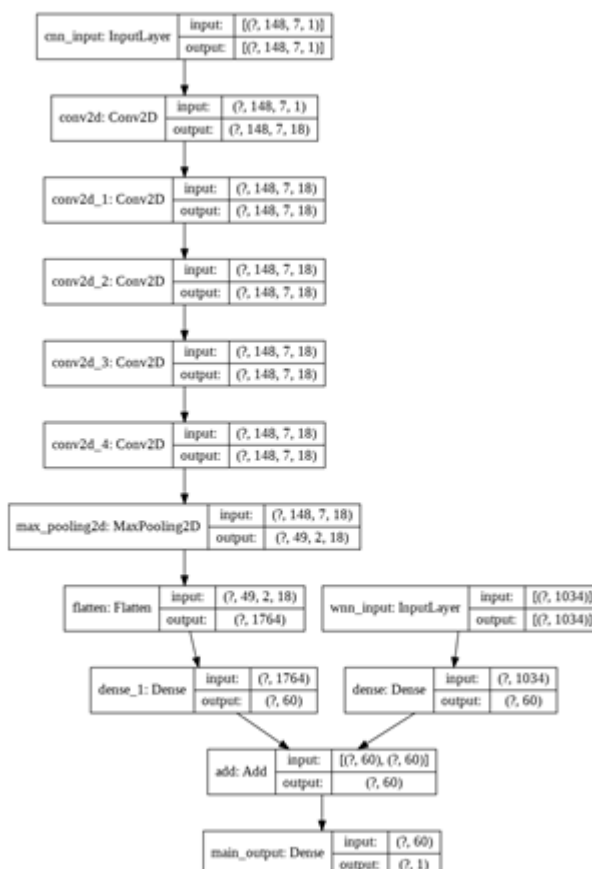 cnn_input: InputLayer input: [(?, 148, 7, 1)]
output: [(?, 148, 7, 1)]
conv2d: Conv2D input: (?, 148, 7, 1)
output: (?, 148, 7, 18)
conv2d_1: Conv2D input: (?, 148, 7, 18)
output: (?, 148, 7, 18)
conv2d_2: Conv2D input: (?, 148, 7, 18)
output: (?, 148, 7, 18)
conv2d_3: Conv2D input: (?, 148, 7, 18)
output: (?, 148, 7, 18)
conv2d_4: Conv2D input: (?, 148, 7, 18)
output: (?, 148, 7, 18)
max_pooling2d: MaxPooling2D input: (?, 148, 7, 18)
output: (?, 49, 2, 18)
flatten: Flatten input: (?, 49, 2, 18)
output: (?, 1764)
wnn_input: InputLayer input: [(?, 1034)]
output: [(?, 1034)]
dense_1: Dense input: (?, 1764)
output: (?, 60)
dense: Dense input: (?, 1034)
output: (?, 60)
add: Add input: [(?, 60), (?, 60)]
output: (?, 60)
main_output: Dense input: (?, 60)
output: (?, 1)